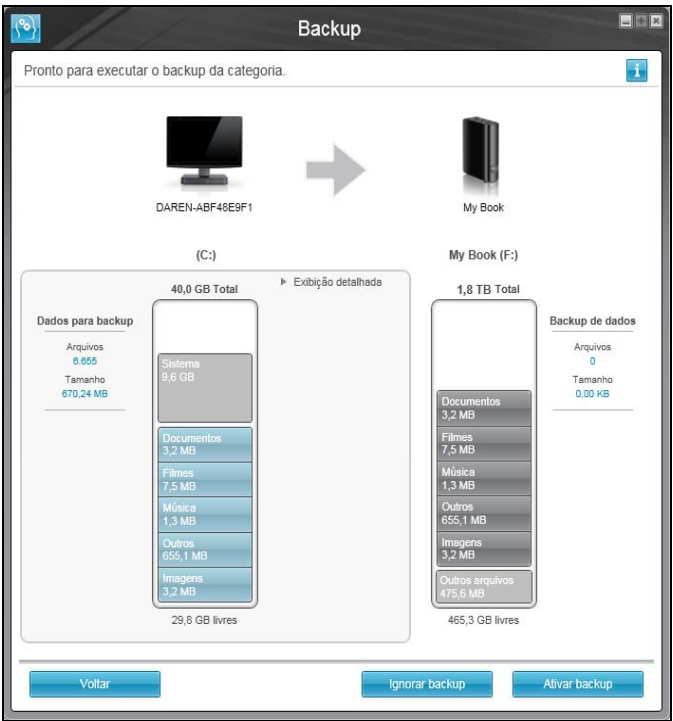 Backup
Pronto para executar o backup da categoria.
DAREN-ABF48E9F1
My Book
(C:)
My Book (F:)
40,0 GB Total
Exibição detalhada
1,8 TB Total
Dados para backup
Arquivos
6.655
Tamanho
670,24 MB
Sistema
9,6 GB
Documentos
3,2 MB
Filmes
7,5 MB
Música
1,3 MB
Outros
655,1 MB
Imagens
3,2 MB
29,8 GB livres
Documentos
3,2 MB
Filmes
7,5 MB
Música
1,3 MB
Outros
655,1 MB
Imagens
3,2 MB
Outros arquivos
475,6 MB
465,3 GB livres
Backup de dados
Arquivos
0
Tamanho
0,00 KB
Voltar
Ignorar backup
Ativar backup